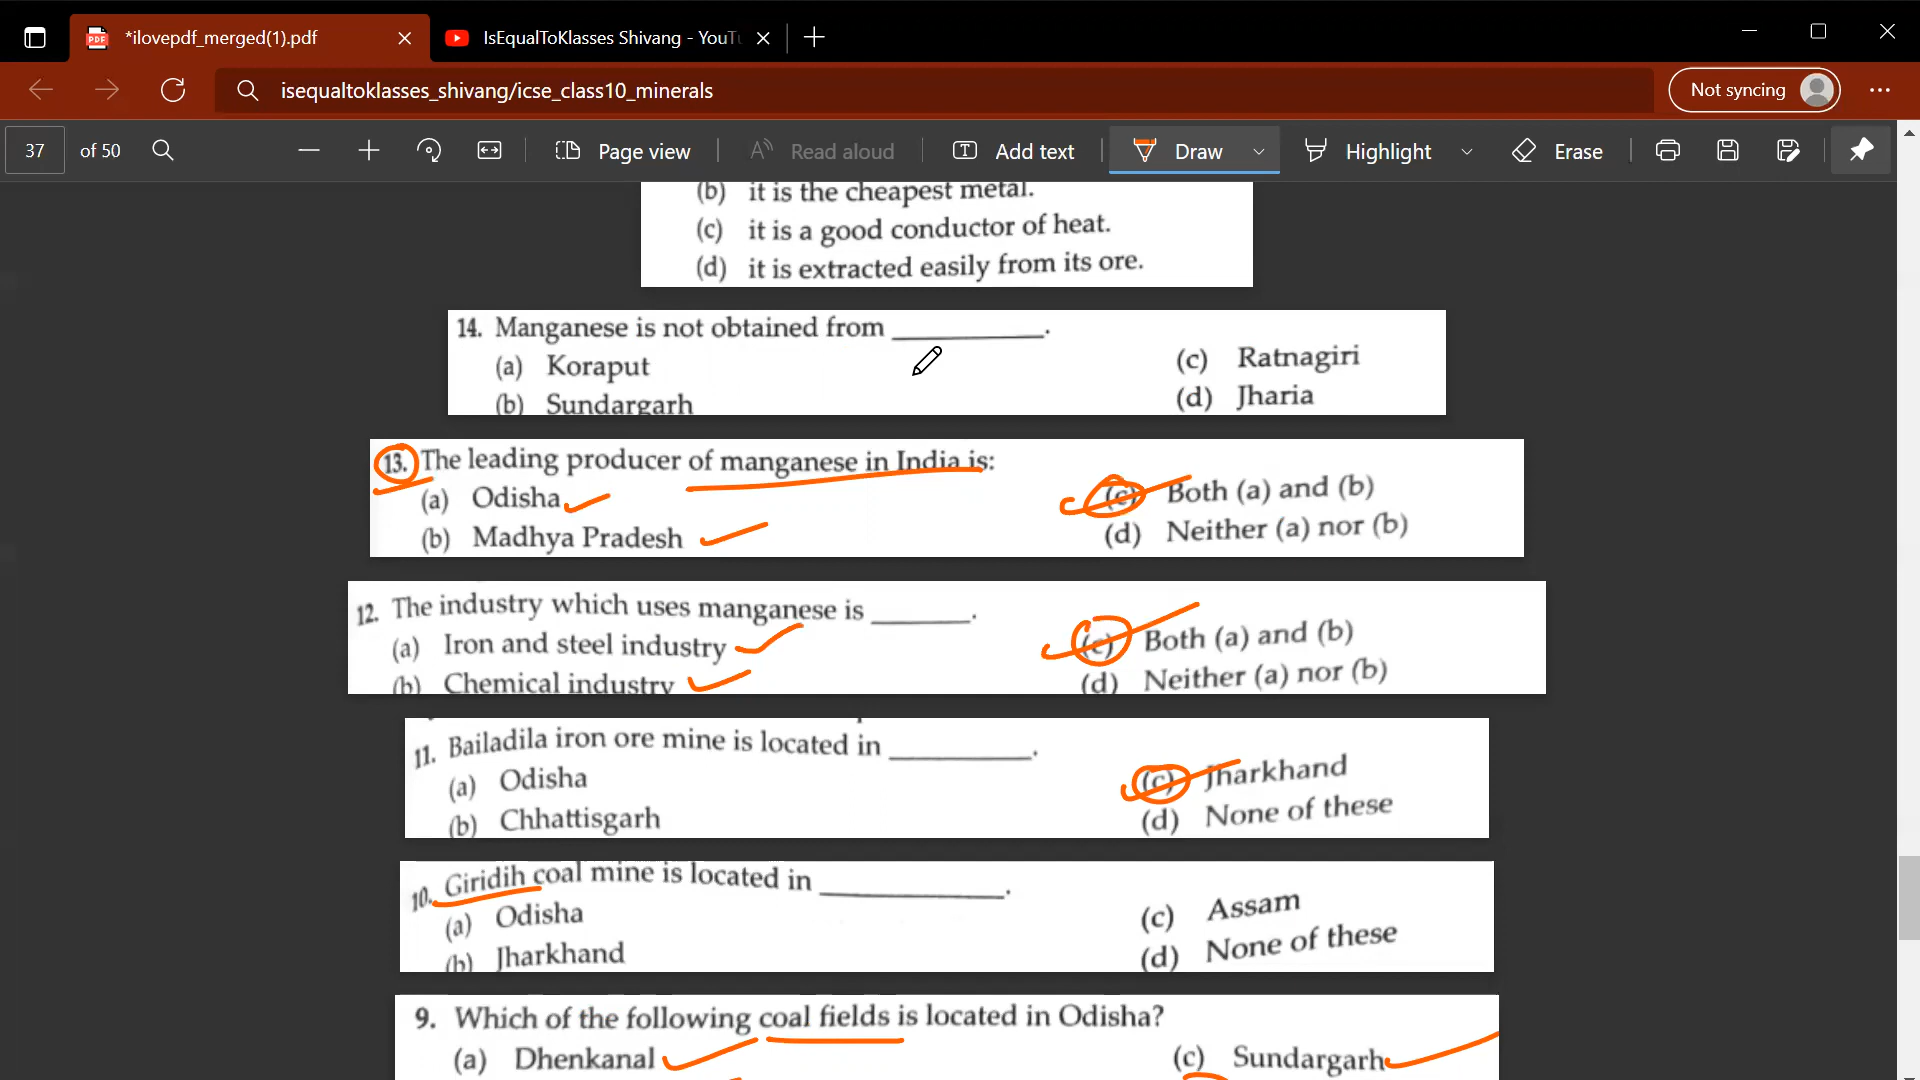 *ilovepdf_merged(1).pdf
IsEqualToKlasses Shivang - YouTu
isequaltoklasses_shivang/icse_class10_minerals
Not syncing
37 of 50
Page view
Read aloud
Add text
Draw
Highlight
Erase
(b) it is the cheapest metal.
(c) it is a good conductor of heat.
(d) it is extracted easily from its ore.
14. Manganese is not obtained from ___________.
(a) Koraput
(b) Sundargarh
(c) Ratnagiri
(d) Jharia
13. The leading producer of manganese in India is:
(a) Odisha
(b) Madhya Pradesh
(c) Both (a) and (b)
(d) Neither (a) nor (b)
12. The industry which uses manganese is _______.
(a) Iron and steel industry
(b) Chemical industry
(c) Both (a) and (b)
(d) Neither (a) nor (b)
11. Bailadila iron ore mine is located in __________.
(a) Odisha
(b) Chhattisgarh
(c) Jharkhand
(d) None of these
10. Giridih coal mine is located in _____________.
(a) Odisha
(b) Jharkhand
(c) Assam
(d) None of these
9. Which of the following coal fields is located in Odisha?
(a) Dhenkanal
(c) Sundargarh